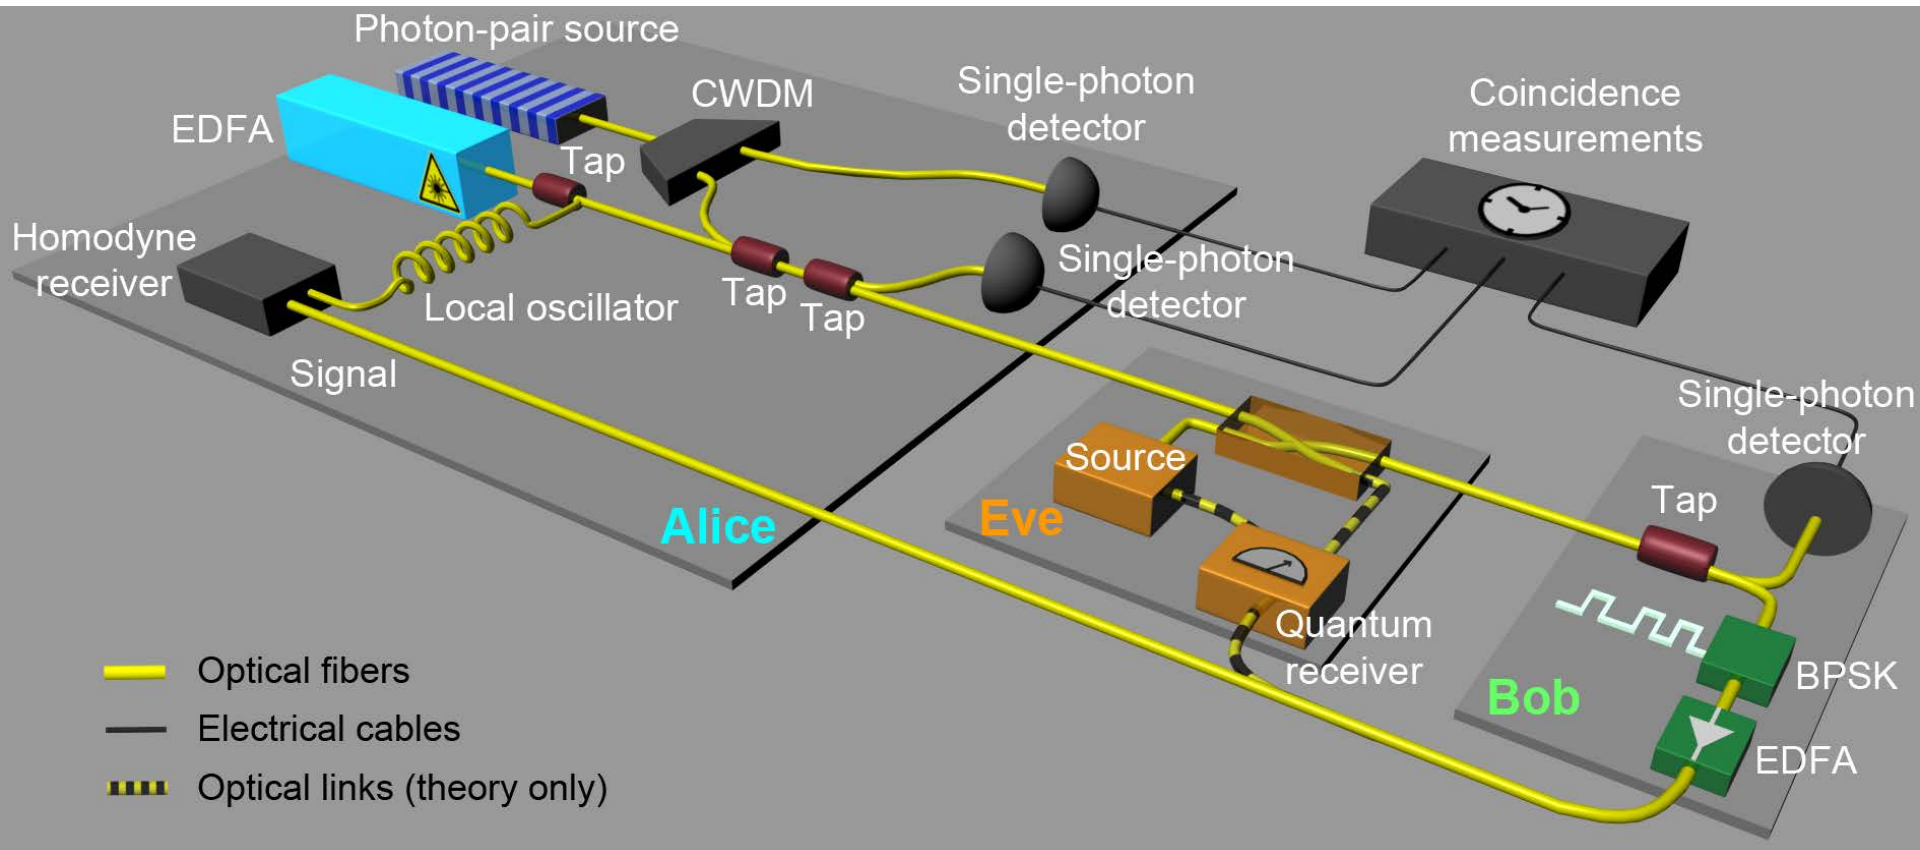 Photon-pair source
EDFA
CWDM
Tap
Single-photon
detector
Coincidence
measurements
Homodyne
receiver
Local oscillator
Tap
Tap
Single-photon
detector
Signal
Single-photon
detector
Source
Alice
Eve
Tap
Quantum
receiver
Bob
BPSK
EDFA
Optical fibers
Electrical cables
Optical links (theory only)